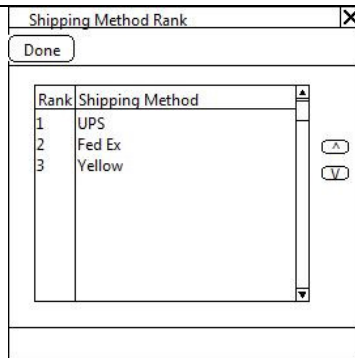 Shipping Method Rank X
Done
Rank Shipping Method
1 UPS
2 Fed Ex
3 Yellow
^
V